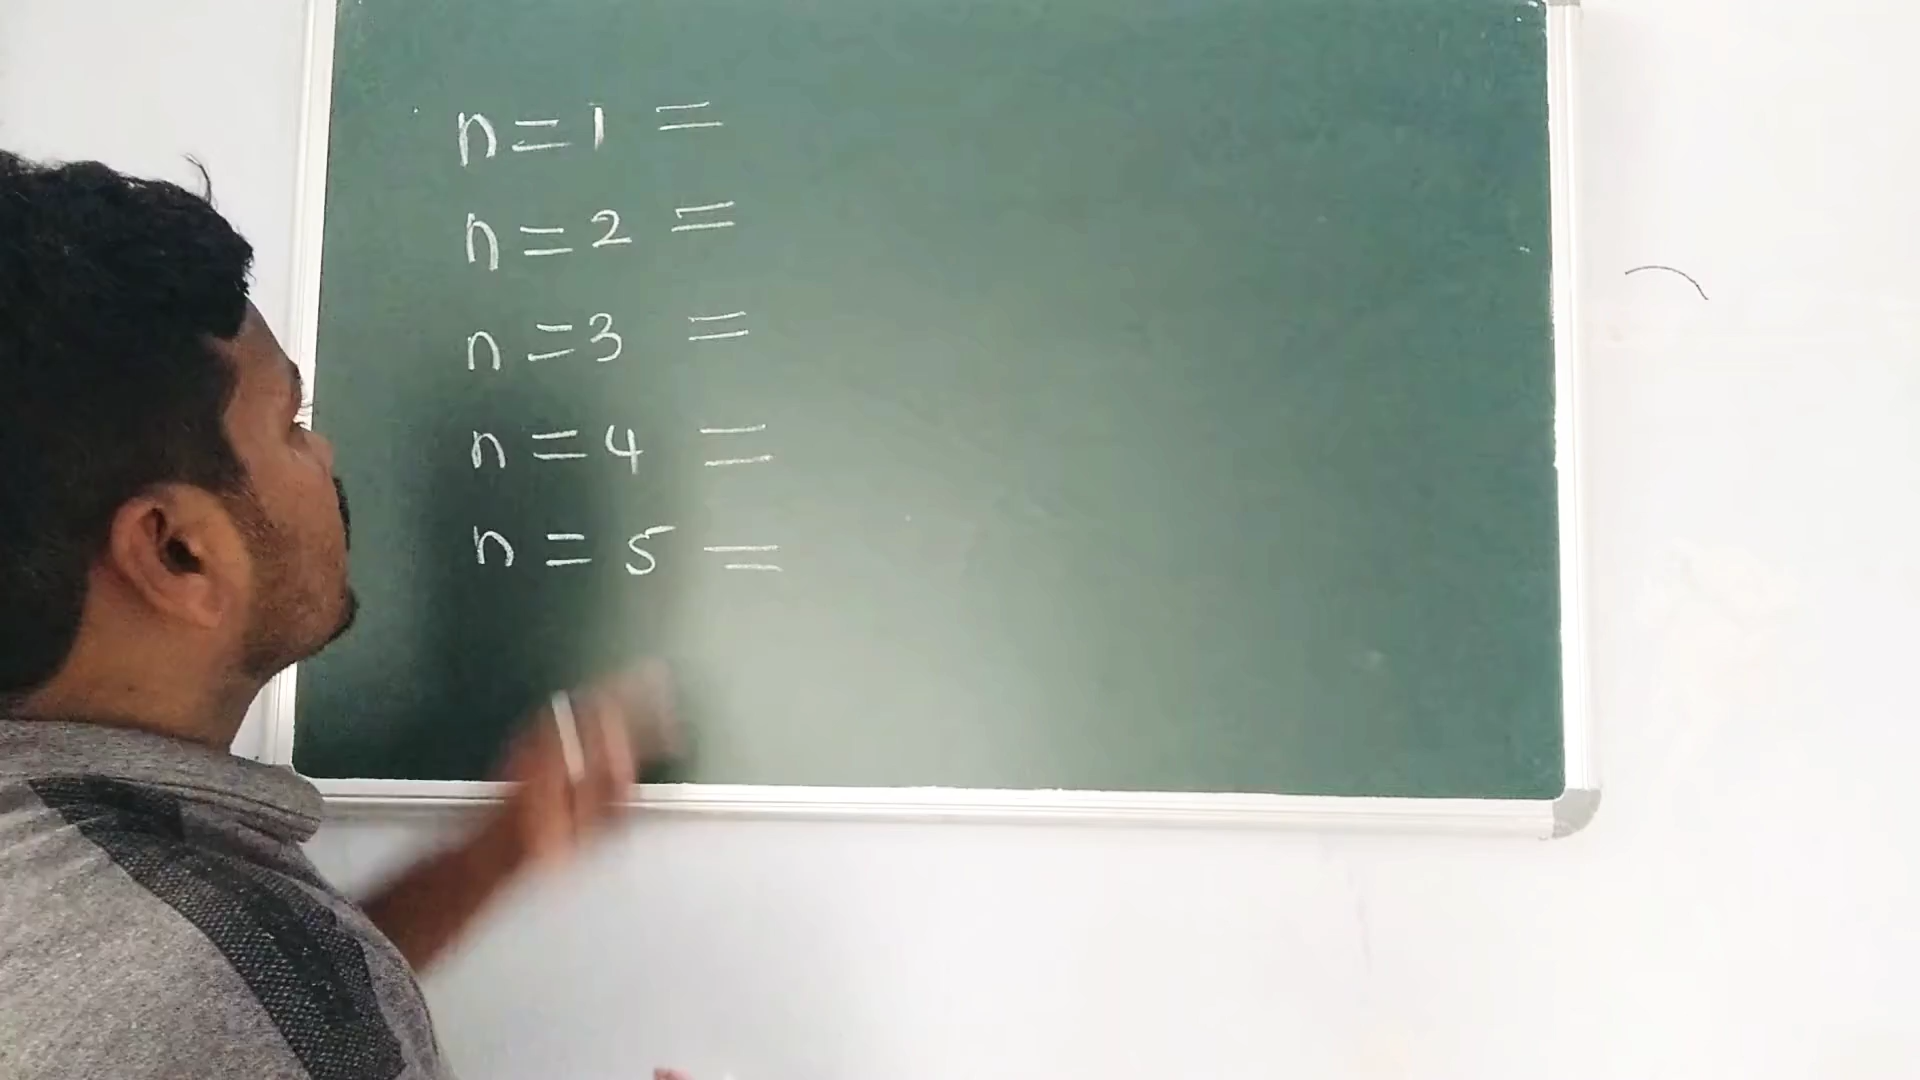 n = 1 =
n = 2 =
n = 3 =
n = 4 =
n = 5 =